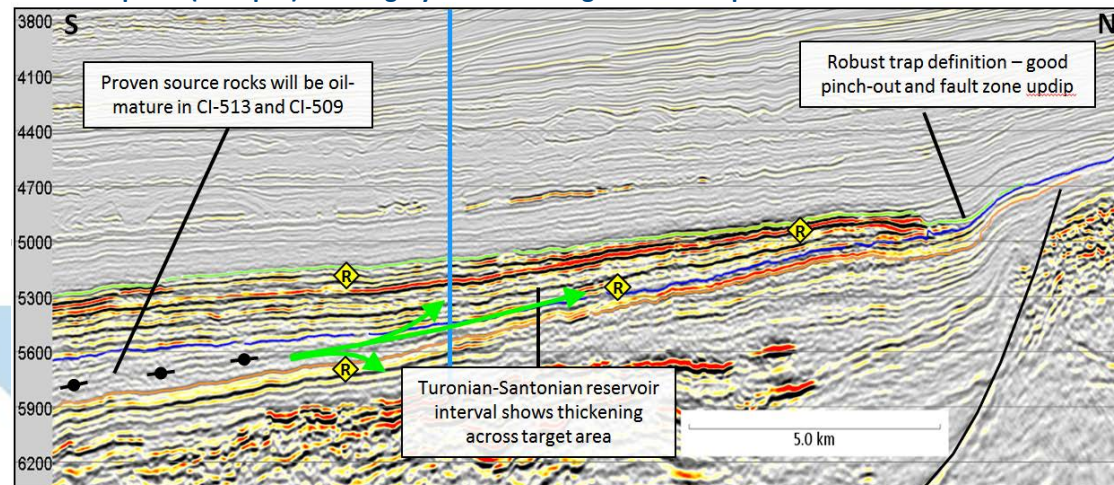 3800
S
N
Proven source rocks will be oil-
mature in CI-513 and CI-509
Robust trap definition – good
pinch-out and fault zone updip
4100
4400
4700
5000
R
R
5300
R
5600
R
Turonian-Santonian reservoir
interval shows thickening
across target area
5900
5.0 km
6200